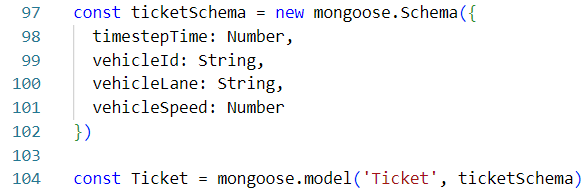 97 const ticketSchema = new mongoose.Schema({
98 timestepTime: Number,
99 vehicleId: String,
100 vehicleLane: String,
101 vehicleSpeed: Number
102 })
103
104 const Ticket = mongoose.model('Ticket', ticketSchema)